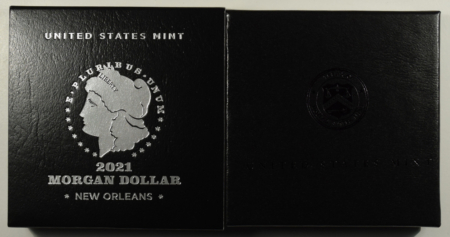 UNITED STATES MINT
E·PLURIBUS·UNUM
LIBERTY
2021
MORGAN DOLLAR
* NEW ORLEANS *